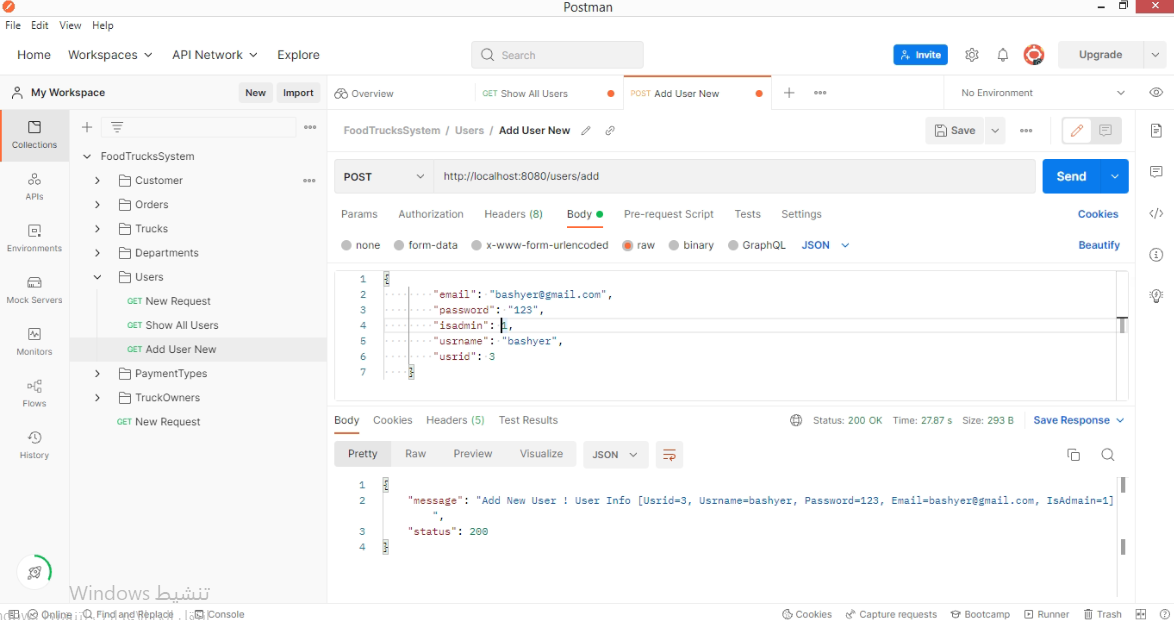 Postman
File Edit View Help
Home Workspaces API Network Explore Search Invite Upgrade
My Workspace New Import Overview GET Show All Users POST Add User New No Environment
Collections
APIs
Environments
Mock Servers
Monitors
Flows
History
FoodTrucksSystem
Customer
Orders
Trucks
Departments
Users
GET New Request
GET Show All Users
GET Add User New
PaymentTypes
TruckOwners
GET New Request
FoodTrucksSystem / Users / Add User New Save
POST http://localhost:8080/users/add Send
Params Authorization Headers (8) Body Pre-request Script Tests Settings Cookies
none form-data x-www-form-urlencoded raw binary GraphQL JSON Beautify
1 {
2 "email": "bashyer@gmail.com",
3 "password": "123",
4 "isadmin": 1,
5 "usrname": "bashyer",
6 "usrid": 3
7 }
Body Cookies Headers (5) Test Results Status: 200 OK Time: 27.87 s Size: 293 B Save Response
Pretty Raw Preview Visualize JSON
1 {
2 "message": "Add New User ! User Info [Usrid=3, Usrname=bashyer, Password=123, Email=bashyer@gmail.com, IsAdmain=1]
",
3 "status": 200
4 }
تنشيط Windows
Online Find and Replace Console Cookies Capture requests Bootcamp Runner Trash